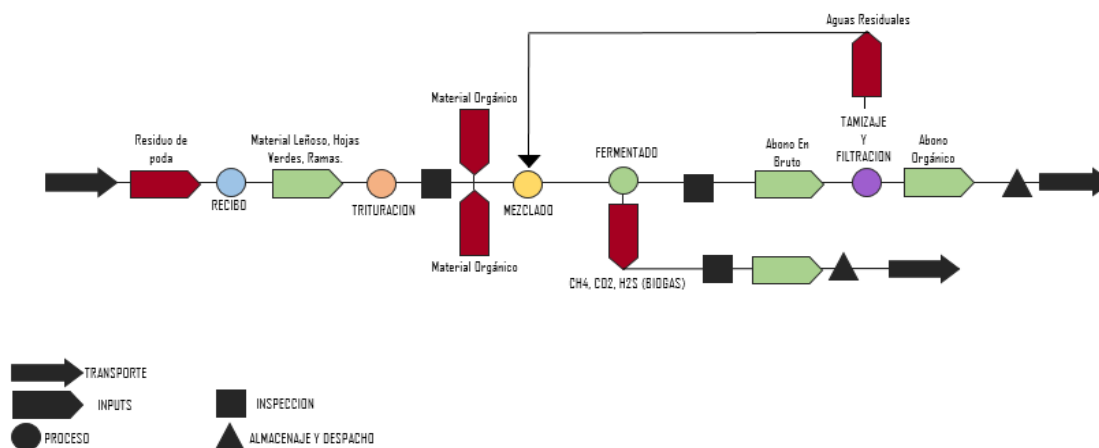 Aguas Residuales
Material Orgánico
Residuo de
poda
Material Leñoso, Hojas
Verdes, Ramas.
FERMENTADO
Abono En
Bruto
TAMIZAJE
Y
FILTRACION
Abono
Orgánico
RECIBO
TRITURACION
MEZCLADO
Material Orgánico
CH4, CO2, H2S (BIOGAS)
TRANSPORTE
INPUTS
INSPECCION
PROCESO
ALMACENAJE Y DESPACHO